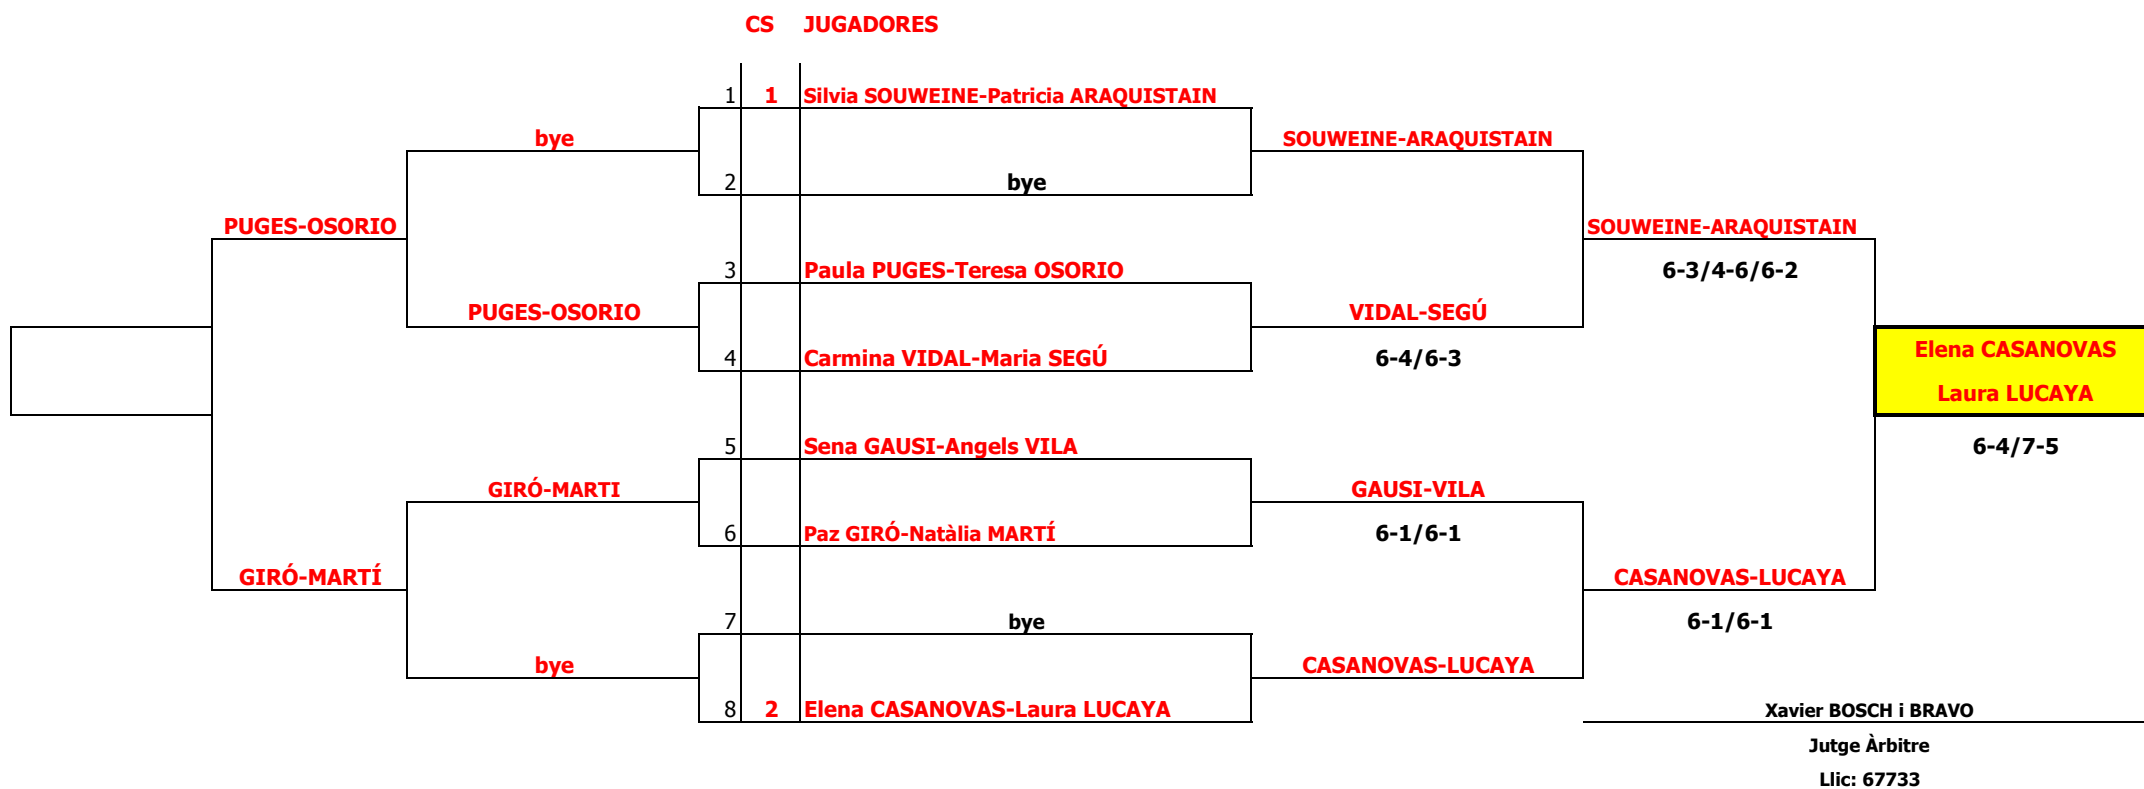 CS JUGADORES
1 1 Silvia SOUWEINE-Patricia ARAQUISTAIN
bye SOUWEINE-ARAQUISTAIN
2 bye
PUGES-OSORIO SOUWEINE-ARAQUISTAIN
3 Paula PUGES-Teresa OSORIO 6-3/4-6/6-2
PUGES-OSORIO VIDAL-SEGÚ
Elena CASANOVAS
4 Carmina VIDAL-Maria SEGÚ 6-4/6-3
Laura LUCAYA
5 Sena GAUSI-Angels VILA 6-4/7-5
GIRÓ-MARTI GAUSI-VILA
6 Paz GIRÓ-Natàlia MARTÍ 6-1/6-1
GIRÓ-MARTÍ CASANOVAS-LUCAYA
7 bye 6-1/6-1
bye CASANOVAS-LUCAYA
8 2 Elena CASANOVAS-Laura LUCAYA
Xavier BOSCH i BRAVO
Jutge Àrbitre
Llic: 67733